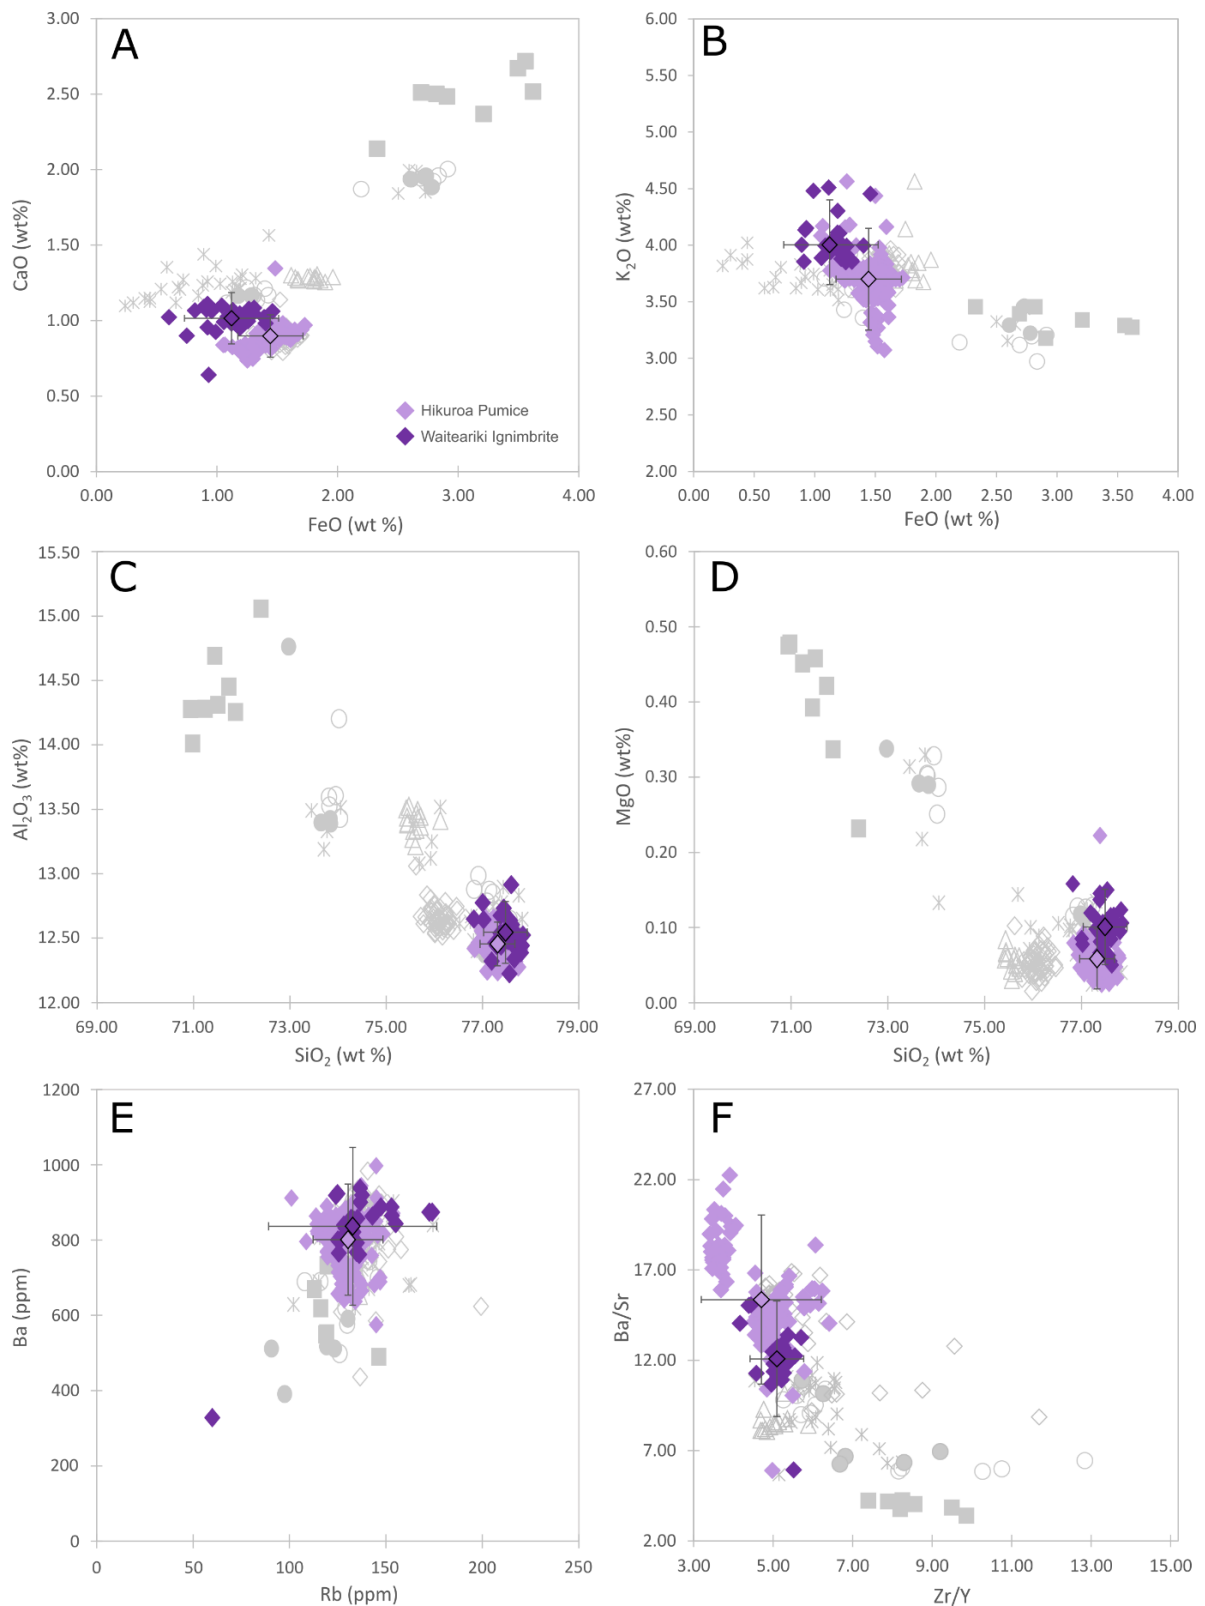 A
B
3.00
2.50
2.00
1.50
1.00
0.50
0.00
CaO (wt%)
0.00 1.00 2.00 3.00 4.00
FeO (wt %)
Hikuroa Pumice
Waiteariki Ignimbrite
6.00
5.50
5.00
4.50
4.00
3.50
3.00
2.50
2.00
K₂O (wt%)
0.00 0.50 1.00 1.50 2.00 2.50 3.00 3.50 4.00
FeO (wt %)
C
D
15.50
15.00
14.50
14.00
13.50
13.00
12.50
12.00
Al₂O₃ (wt%)
69.00 71.00 73.00 75.00 77.00 79.00
SiO₂ (wt %)
0.60
0.50
0.40
0.30
0.20
0.10
0.00
MgO (wt%)
69.00 71.00 73.00 75.00 77.00 79.00
SiO₂ (wt %)
E
F
1200
1000
800
600
400
200
0
Ba (ppm)
0 50 100 150 200 250
Rb (ppm)
27.00
22.00
17.00
12.00
7.00
2.00
Ba/Sr
3.00 5.00 7.00 9.00 11.00 13.00 15.00
Zr/Y